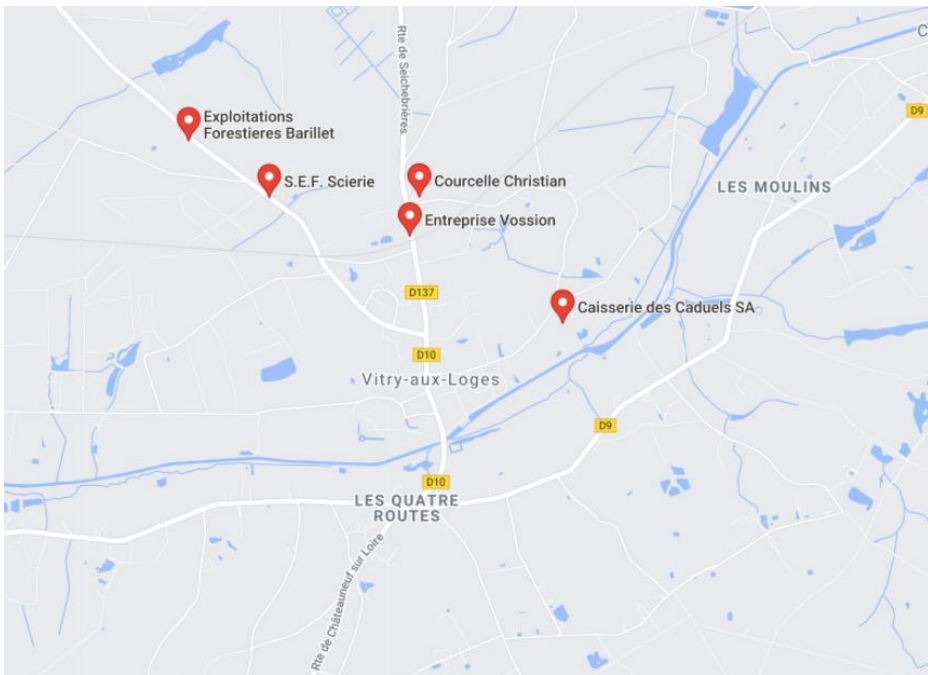 Rte de Seichebrières
C
D9
Exploitations
Forestieres Barillet
S.E.F. Scierie
Courcelle Christian
LES MOULINS
Entreprise Vossion
D137
Caisserie des Caduels SA
D10
Vitry-aux-Loges
D9
D10
LES QUATRE
ROUTES
Rte de Châteauneuf sur Loire